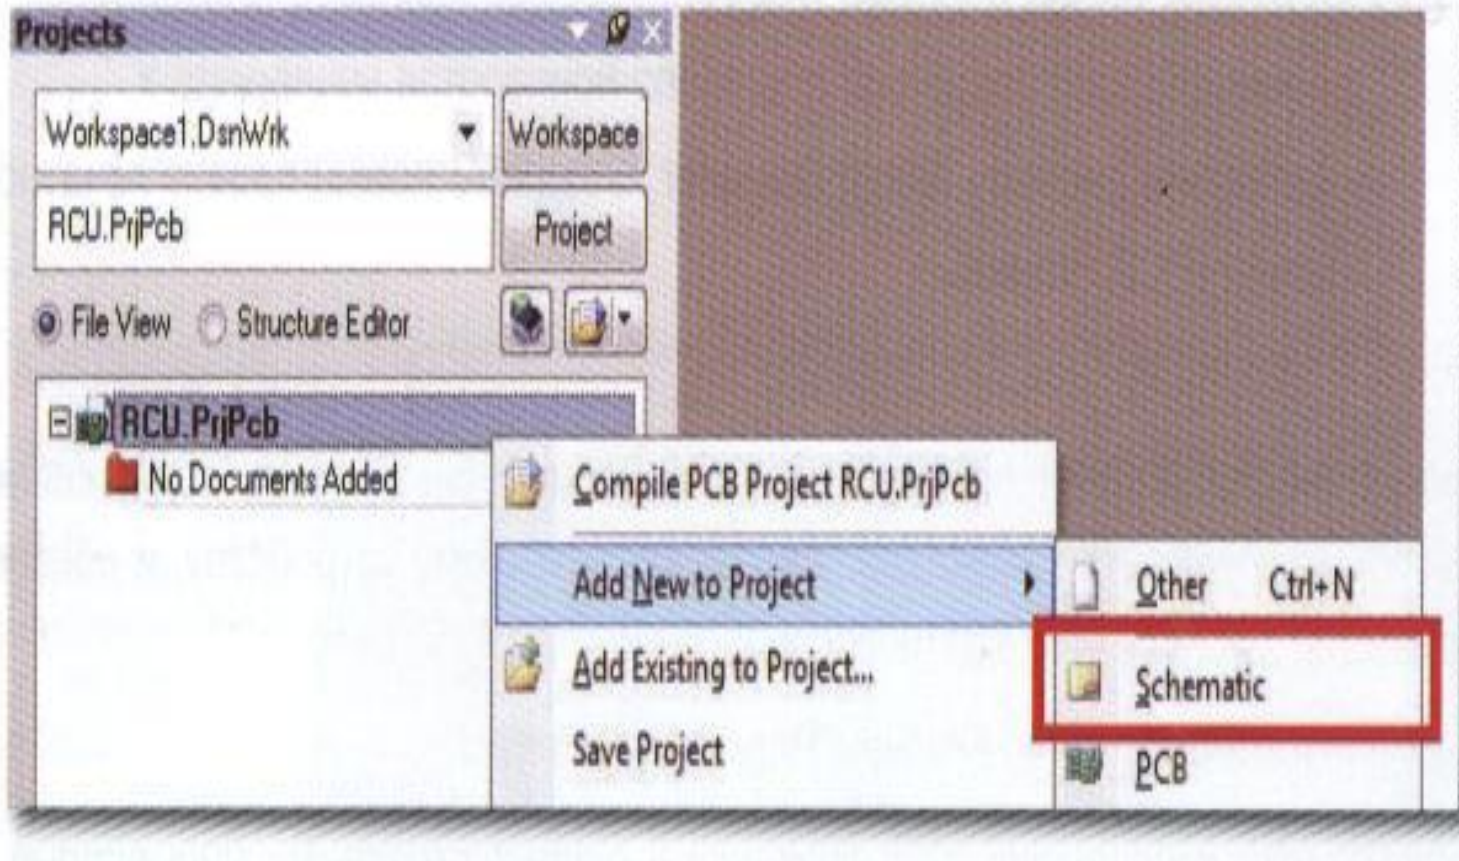 Projects
Workspace1.DsnWrk
Workspace
RCU.PrjPcb
Project
File View
Structure Editor
RCU.PrjPcb
No Documents Added
Compile PCB Project RCU.PrjPcb
Add New to Project
Add Existing to Project...
Save Project
Other Ctrl+N
Schematic
PCB